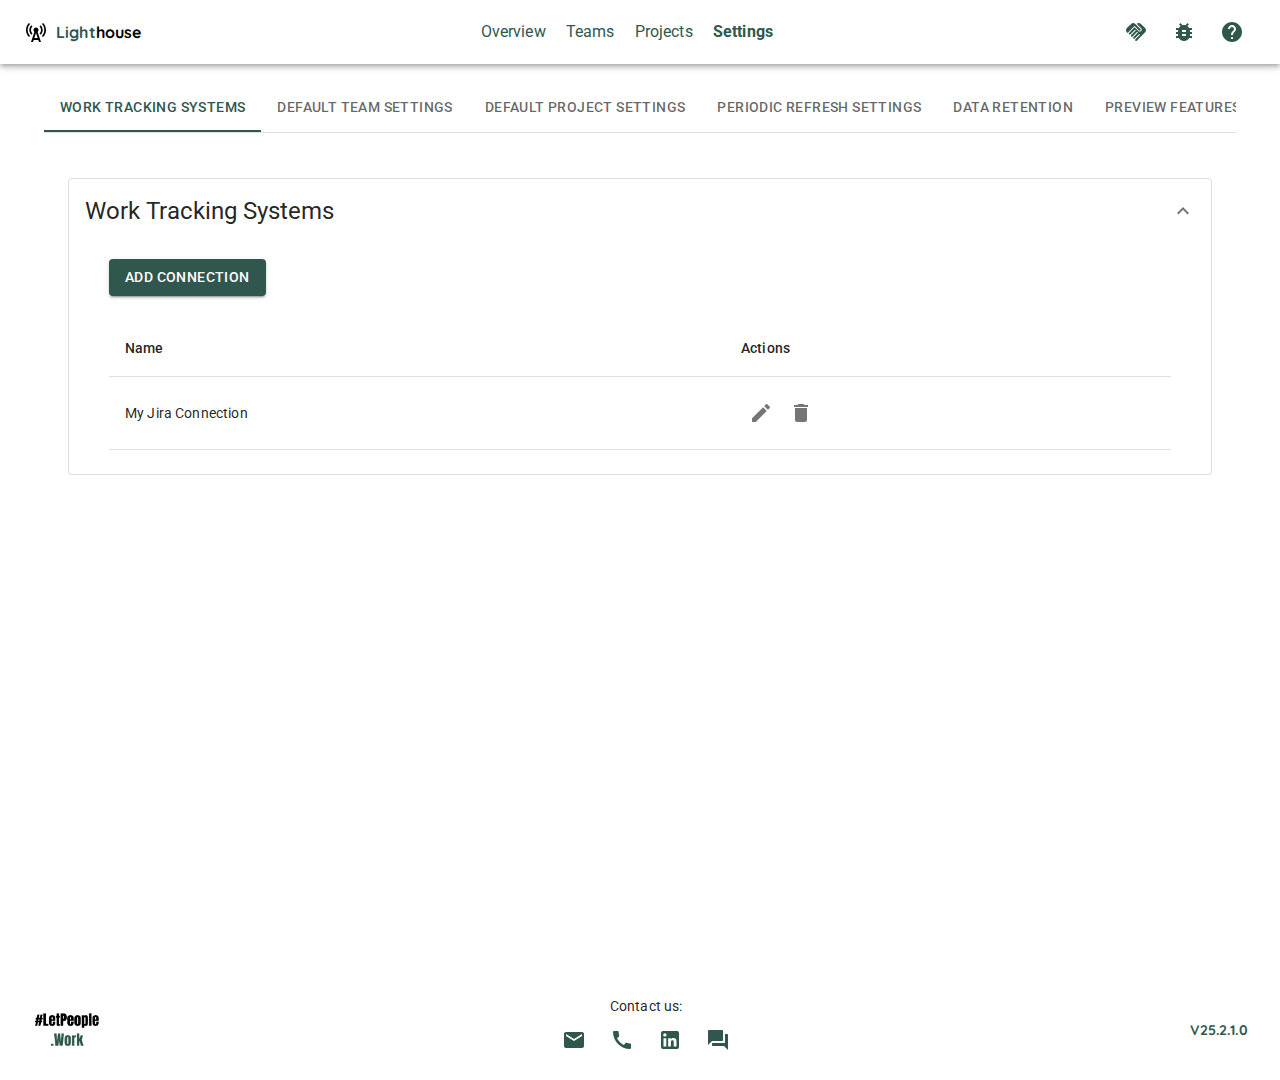 Lighthouse
Overview Teams Projects Settings
WORK TRACKING SYSTEMS DEFAULT TEAM SETTINGS DEFAULT PROJECT SETTINGS PERIODIC REFRESH SETTINGS DATA RETENTION PREVIEW FEATURES
Work Tracking Systems
ADD CONNECTION
Name Actions
My Jira Connection
Contact us:
#LetPeople
.Work
V25.2.1.0